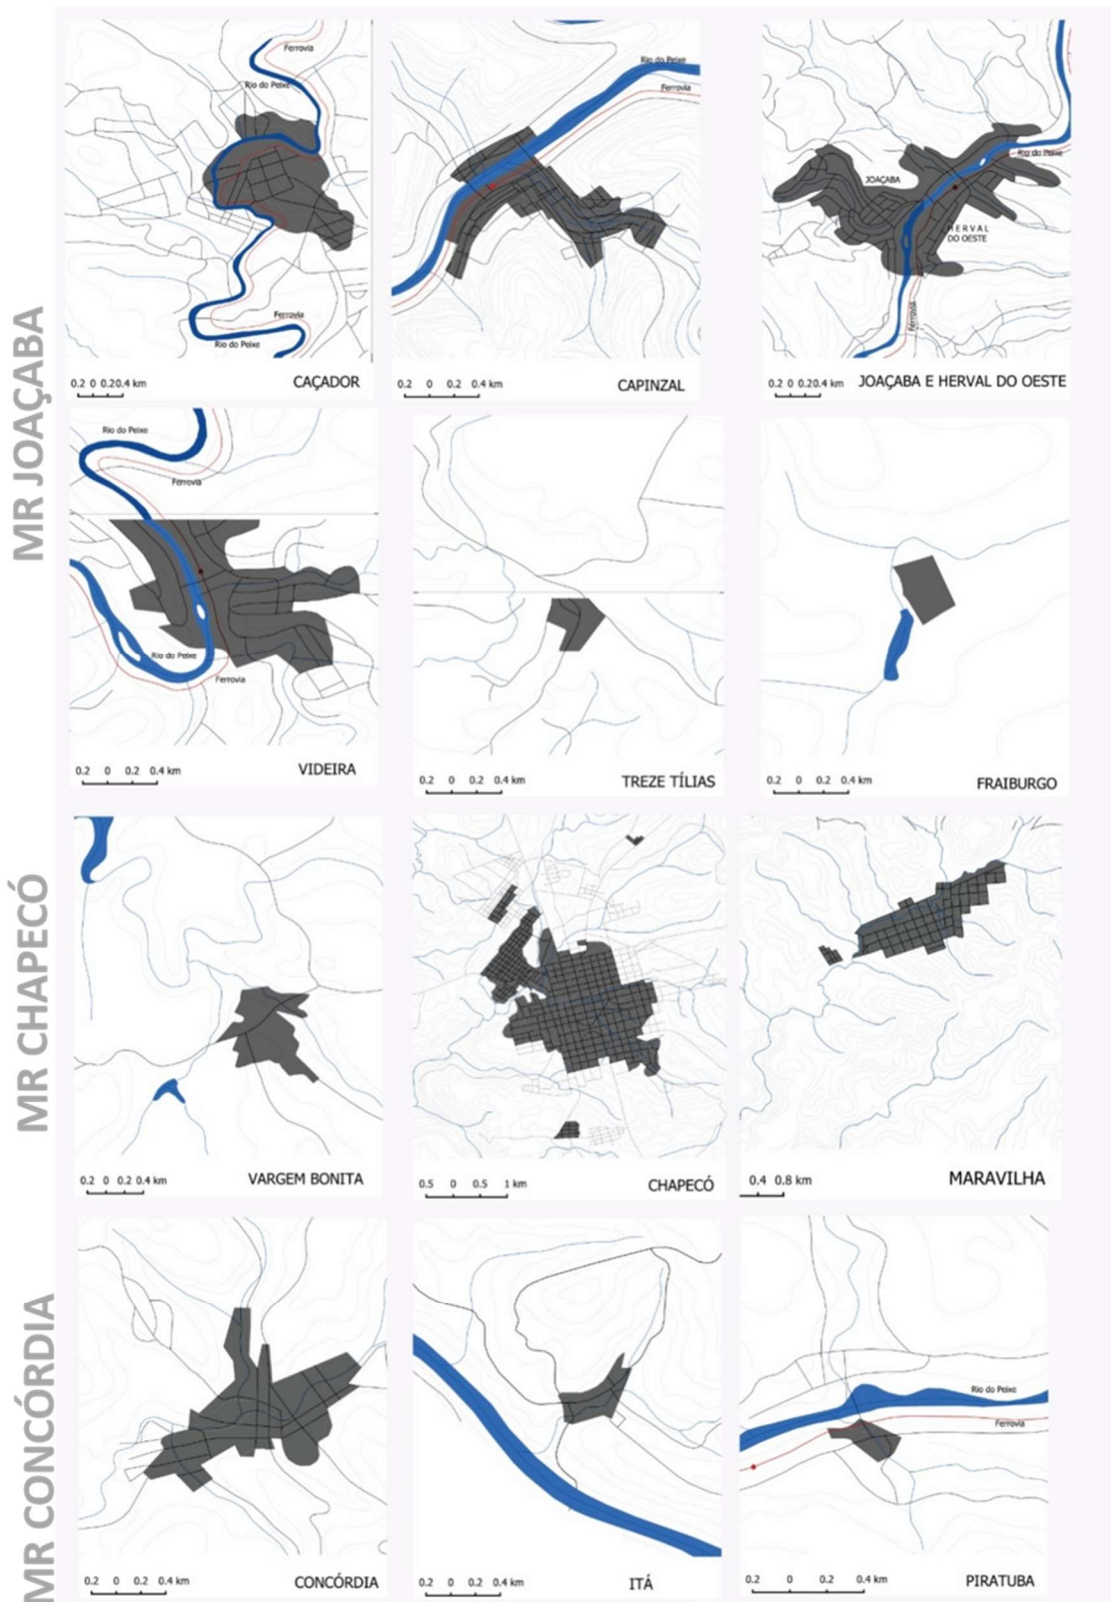 MR JOAÇABA
Ferrovia
Rio do Peixe
Ferrovia
Rio do Peixe
0.2 0 0.20.4 km
CAÇADOR
Rio do Peixe
Ferrovia
0.2 0 0.2 0.4 km
CAPINZAL
Rio do Peixe
JOAÇABA
HERVAL
DO OESTE
Ferrovia
0.2 0 0.20.4 km
JOAÇABA E HERVAL DO OESTE
Rio do Peixe
Ferrovia
Rio do Peixe
Ferrovia
0.2 0 0.2 0.4 km
VIDEIRA
0.2 0 0.2 0.4 km
TREZE TÍLIAS
0.2 0 0.2 0.4 km
FRAIBURGO
MR CHAPECÓ
0.2 0 0.2 0.4 km
VARGEM BONITA
0.5 0 0.5 1 km
CHAPECÓ
0.4 0.8 km
MARAVILHA
MR CONCÓRDIA
0.2 0 0.2 0.4 km
CONCÓRDIA
0.2 0 0.2 0.4 km
ITÁ
Rio do Peixe
Ferrovia
0.2 0 0.2 0.4 km
PIRATUBA